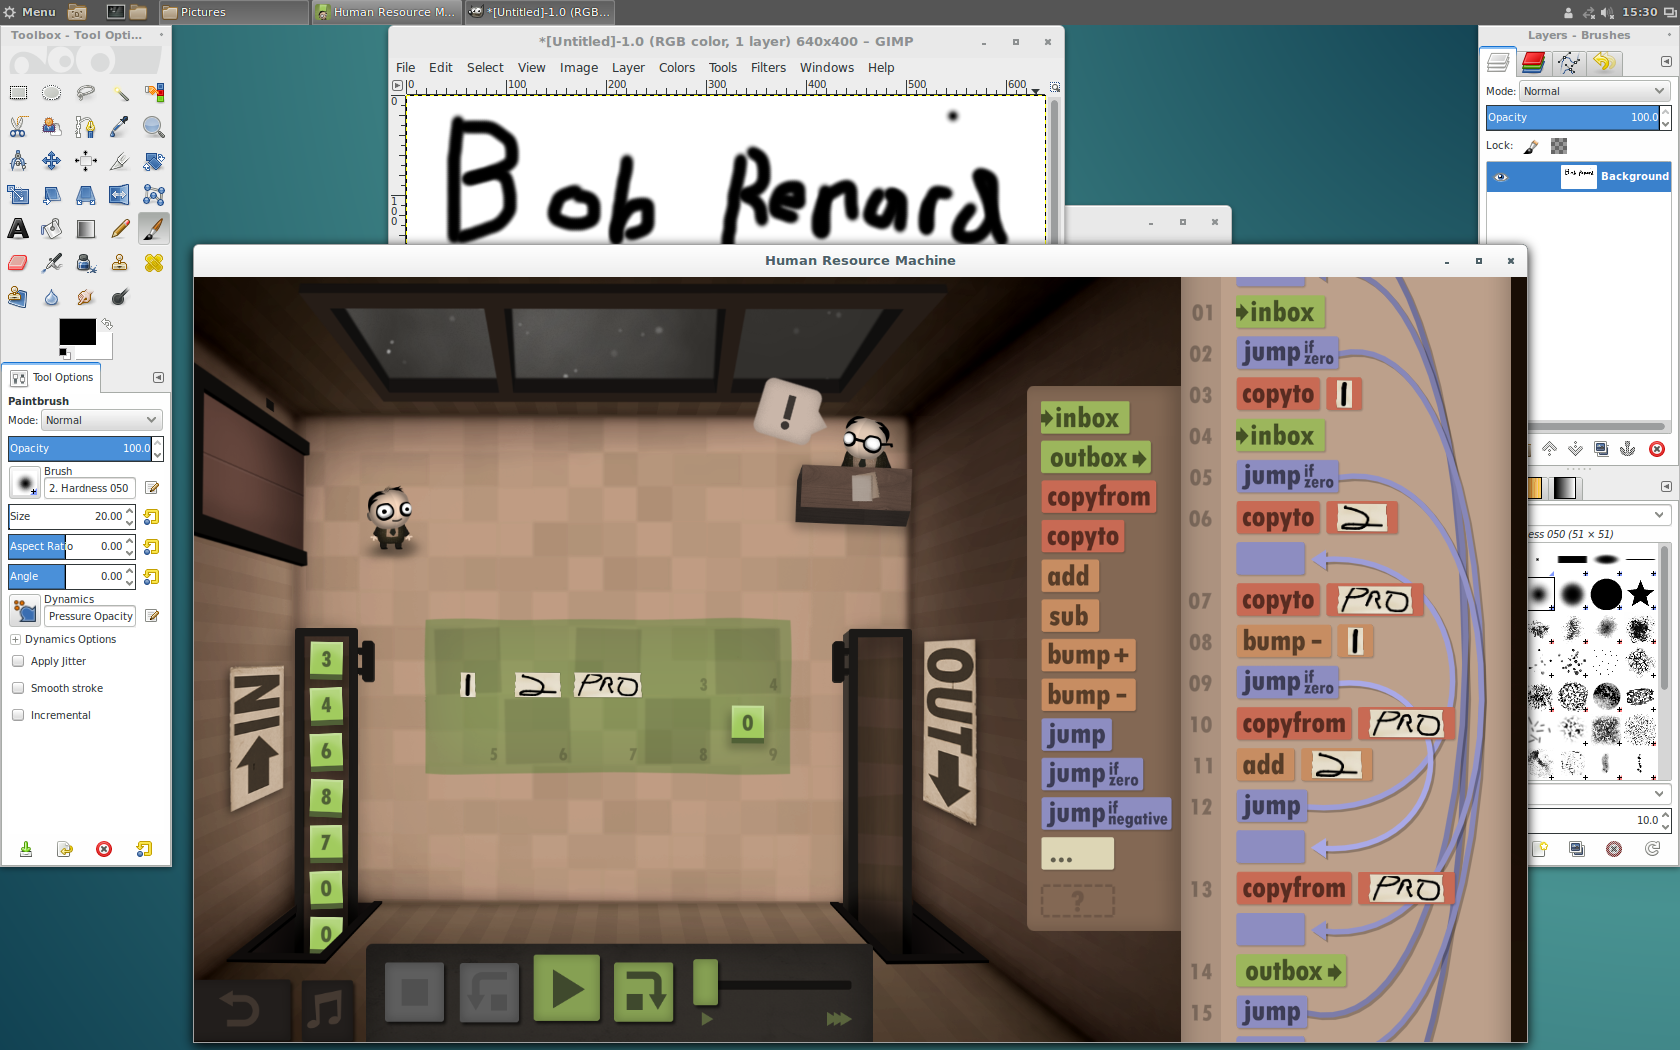 Menu
Pictures
Human Resource M...
*[Untitled]-1.0 (RGB...
15:30
Toolbox - Tool Opti...
*[Untitled]-1.0 (RGB color, 1 layer) 640x400 – GIMP
Layers - Brushes
File Edit Select View Image Layer Colors Tools Filters Windows Help
0 100 200 300 400 500 600
0
100
Bob Renard
Mode: Normal
Opacity 100.0
Lock:
Background
Tool Options
Paintbrush
Mode: Normal
Opacity 100.0
Brush
2. Hardness 050
Size 20.00
Aspect Ratio 0.00
Angle 0.00
Dynamics
Pressure Opacity
Dynamics Options
Apply Jitter
Smooth stroke
Incremental
ess 050 (51 × 51)
10.0
Human Resource Machine
!
IN
3
4
6
8
7
0
0
1 2 PRO 3 4
0
5 6 7 8 9
OUT
inbox
outbox
copyfrom
copyto
add
sub
bump +
bump -
jump
jump if zero
jump if negative
...
?
01 inbox
02 jump if zero
03 copyto 1
04 inbox
05 jump if zero
06 copyto 2
07 copyto PRO
08 bump - 1
09 jump if zero
10 copyfrom PRO
11 add 2
12 jump
13 copyfrom PRO
14 outbox
15 jump